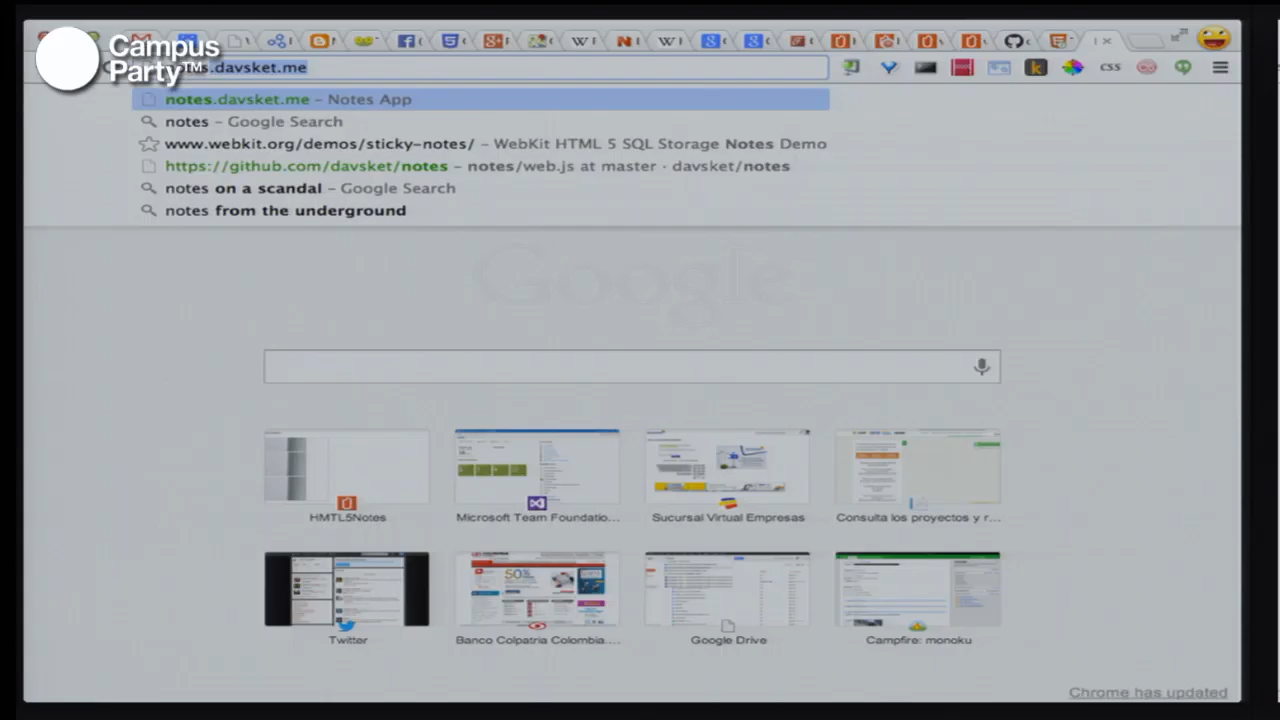 Campus
Party™
s.davsket.me
CSS
notes.davsket.me – Notes App
notes – Google Search
www.webkit.org/demos/sticky-notes/ – WebKit HTML 5 SQL Storage Notes Demo
https://github.com/davsket/notes – notes/web.js at master · davsket/notes
notes on a scandal – Google Search
notes from the underground
Google
HMTL5Notes
Microsoft Team Foundatio...
Sucursal Virtual Empresas
Consulta los proyectos y r...
Twitter
Banco Colpatria Colombia....
Google Drive
Campfire: monoku
Chrome has updated